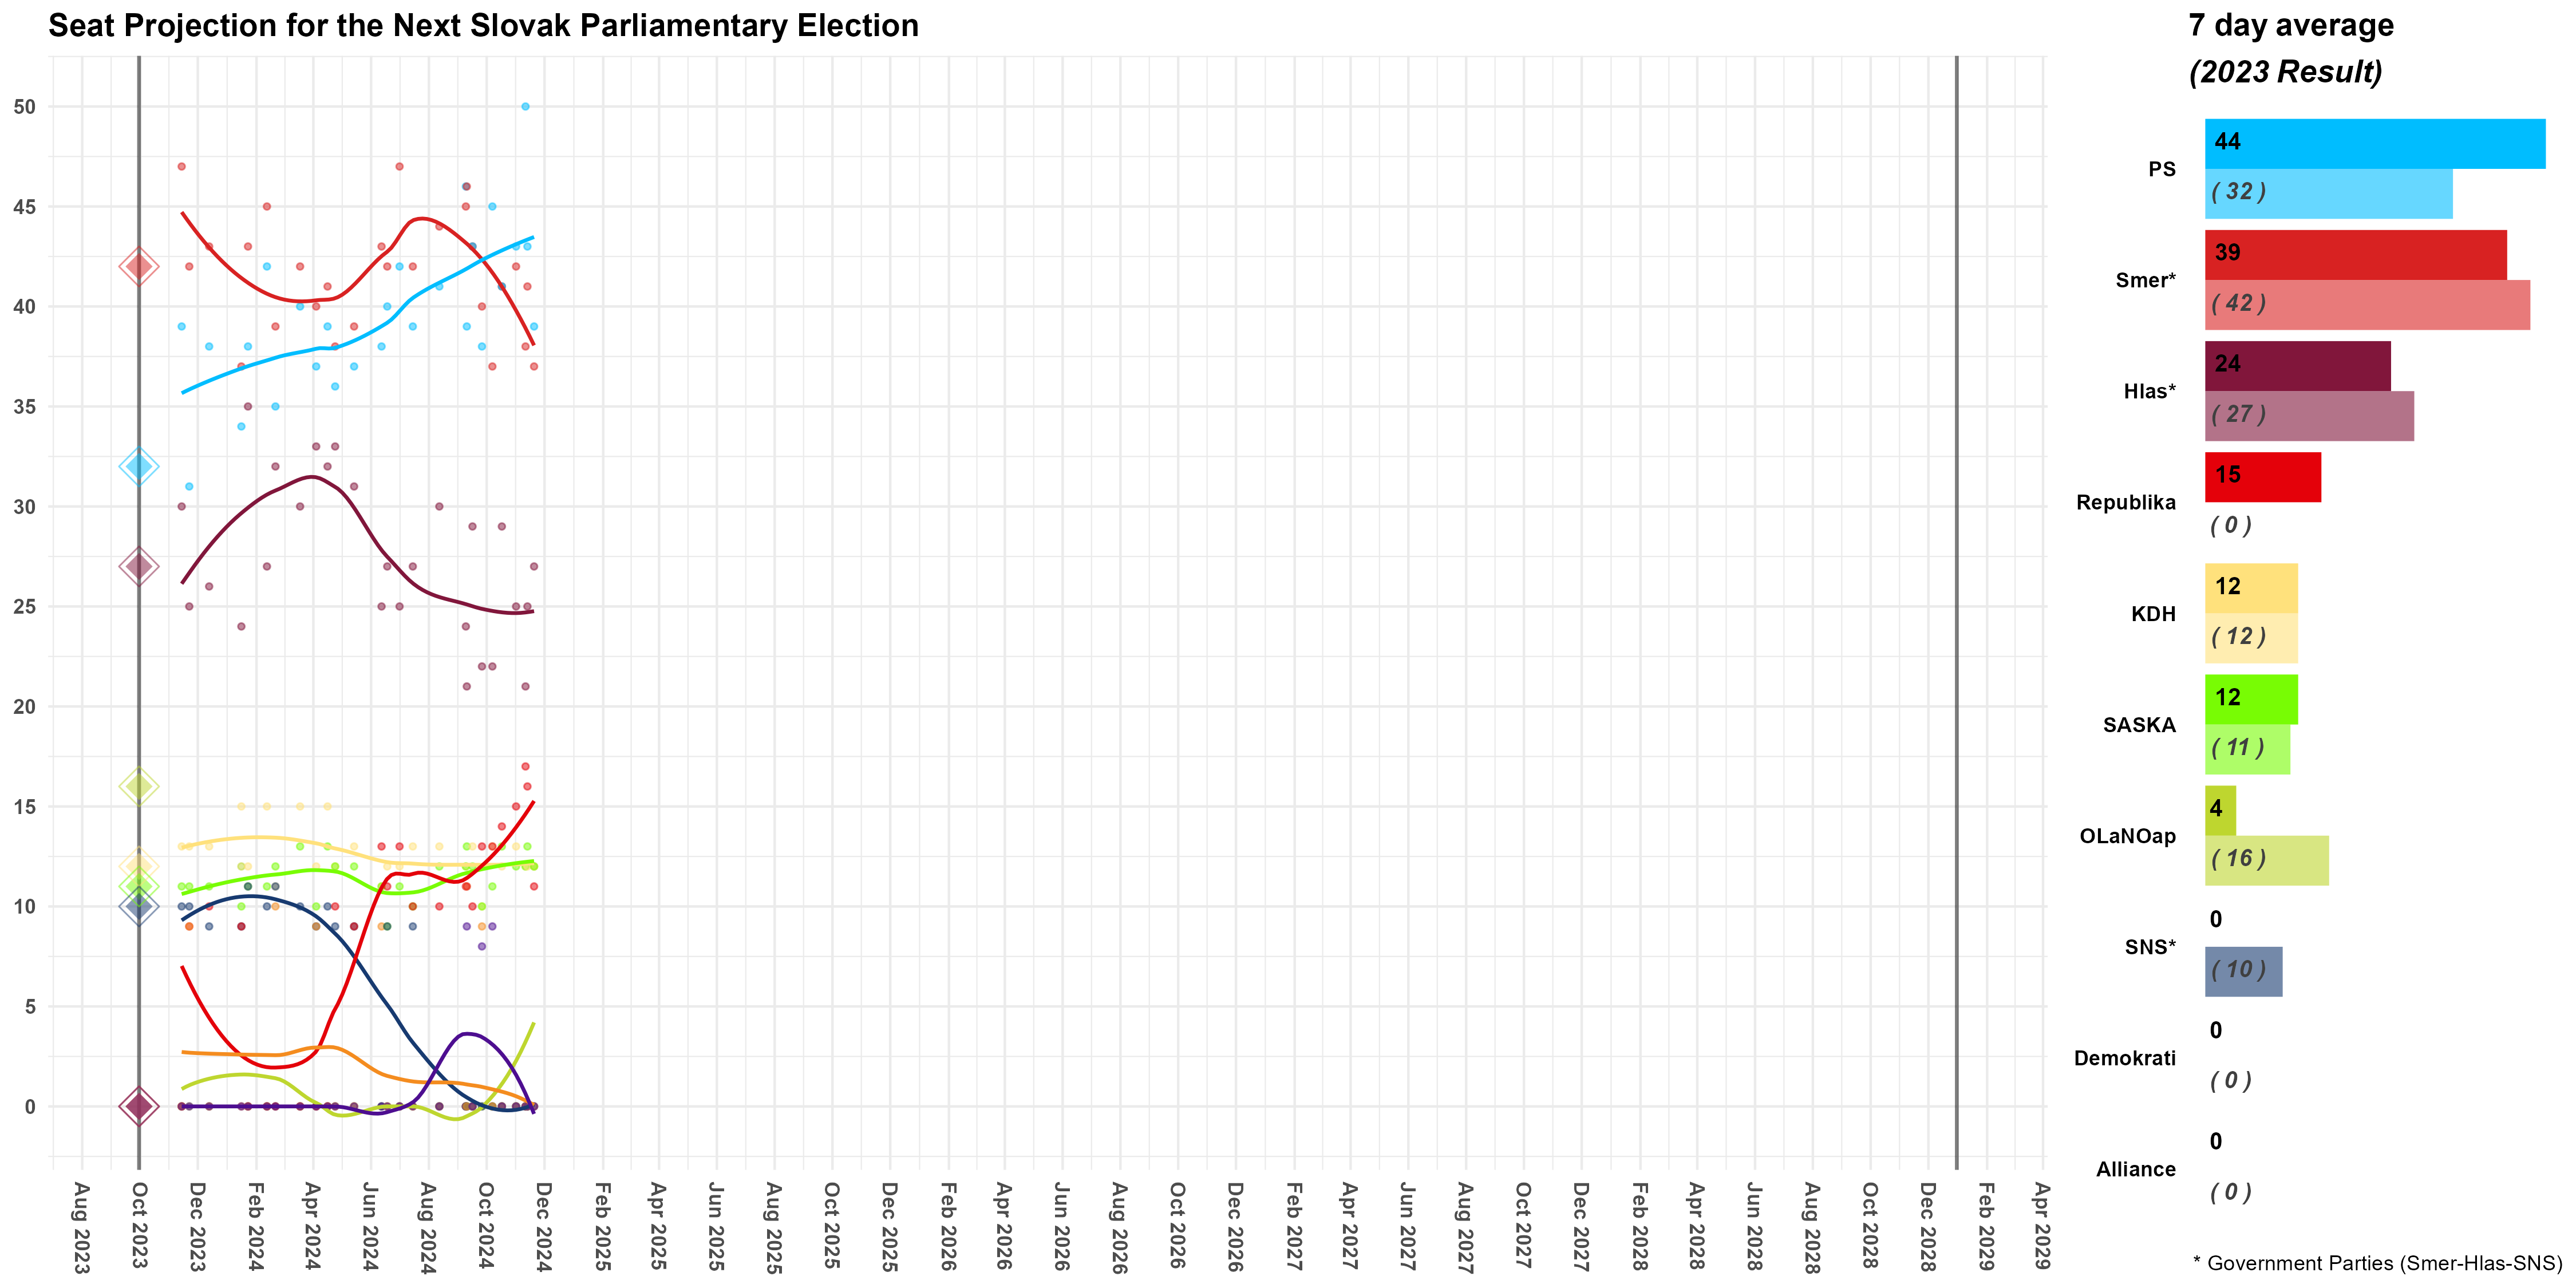 Seat Projection for the Next Slovak Parliamentary Election
50
45
40
35
30
25
20
15
10
5
0
Aug 2023
Oct 2023
Dec 2023
Feb 2024
Apr 2024
Jun 2024
Aug 2024
Oct 2024
Dec 2024
Feb 2025
Apr 2025
Jun 2025
Aug 2025
Oct 2025
Dec 2025
Feb 2026
Apr 2026
Jun 2026
Aug 2026
Oct 2026
Dec 2026
Feb 2027
Apr 2027
Jun 2027
Aug 2027
Oct 2027
Dec 2027
Feb 2028
Apr 2028
Jun 2028
Aug 2028
Oct 2028
Dec 2028
Feb 2029
Apr 2029
7 day average
(2023 Result)
PS
44
( 32 )
Smer*
39
( 42 )
Hlas*
24
( 27 )
Republika
15
( 0 )
KDH
12
( 12 )
SASKA
12
( 11 )
OLaNOap
4
( 16 )
SNS*
0
( 10 )
Demokrati
0
( 0 )
Alliance
0
( 0 )
* Government Parties (Smer-Hlas-SNS)